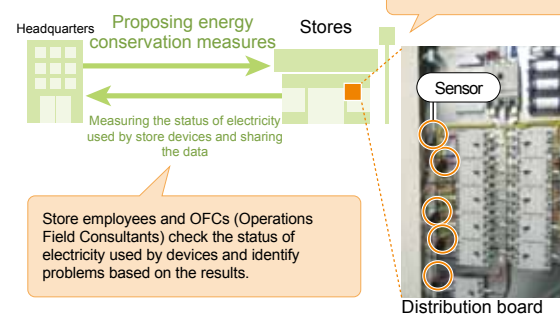 Headquarters
Proposing energy
conservation measures
Stores
Sensor
Measuring the status of electricity
used by store devices and sharing
the data
Store employees and OFCs (Operations
Field Consultants) check the status of
electricity used by devices and identify
problems based on the results.
Distribution board